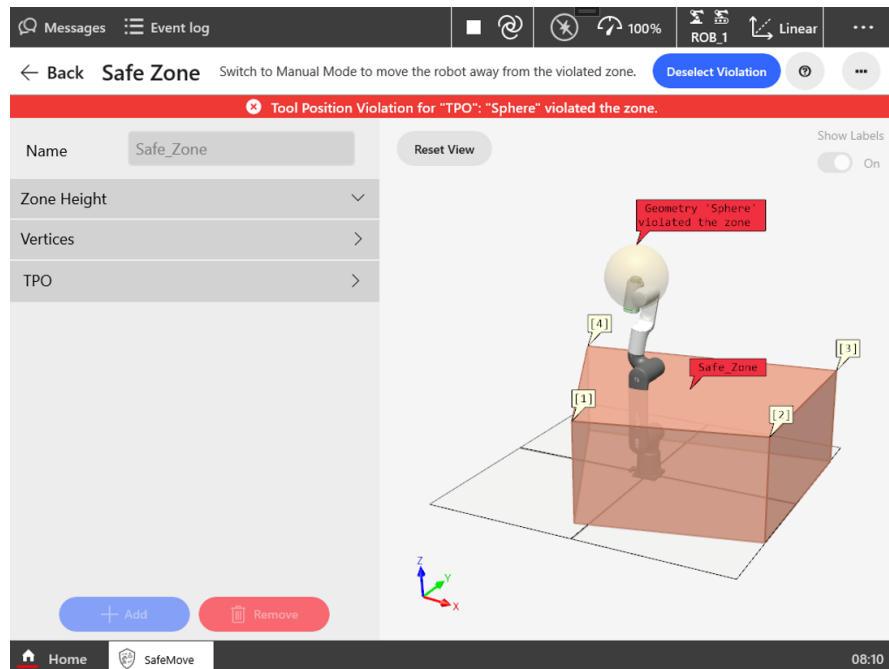 Messages
Event log
100%
ROB_1
Linear
...
Back
Safe Zone
Switch to Manual Mode to move the robot away from the violated zone.
Deselect Violation
Tool Position Violation for "TPO": "Sphere" violated the zone.
Name
Safe_Zone
Zone Height
Vertices
TPO
Add
Remove
Reset View
Show Labels
On
Geometry 'Sphere'
violated the zone
[4]
[3]
Safe_Zone
[1]
[2]
Z
Y
X
Home
SafeMove
08:10